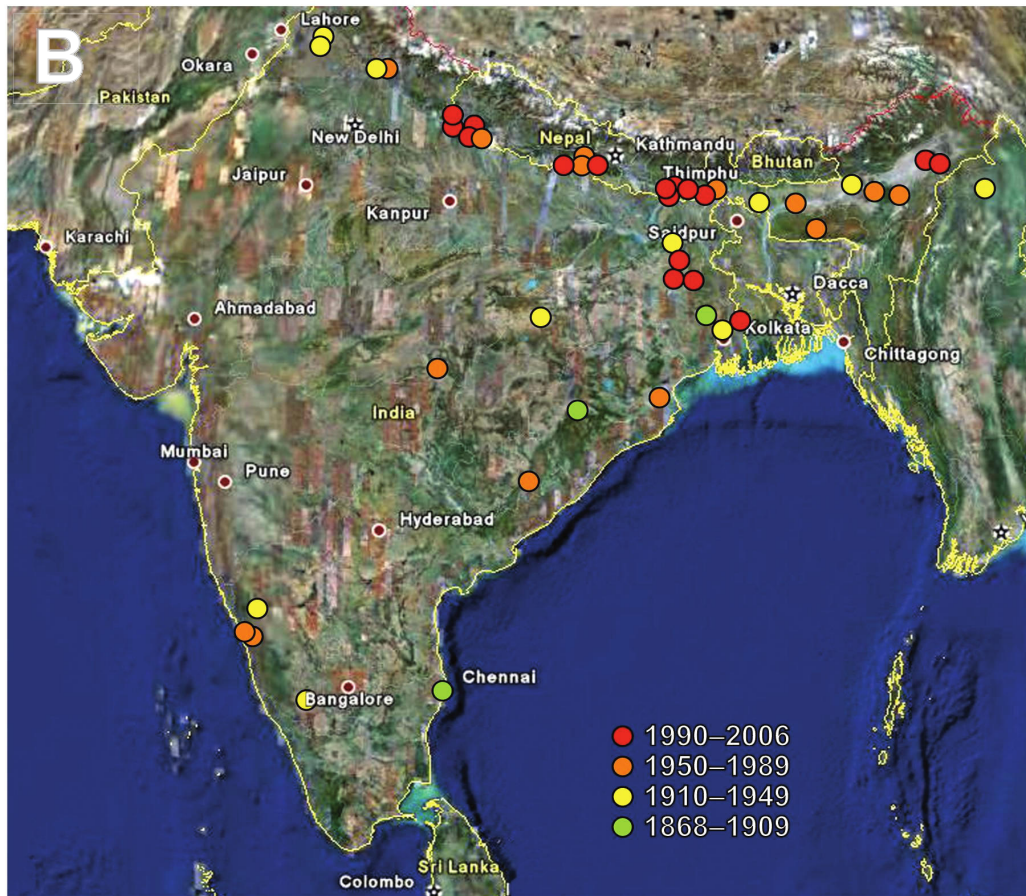 B
Lahore
Okara
Pakistan
New Delhi
Nepal
Kathmandu
Bhutan
Thimphu
Jaipur
Kanpur
Karachi
Saidpur
Dacca
Ahmadabad
Kolkata
Chittagong
India
Mumbai
Pune
Hyderabad
Chennai
Bangalore
1990–2006
1950–1989
1910–1949
1868–1909
Sri Lanka
Colombo